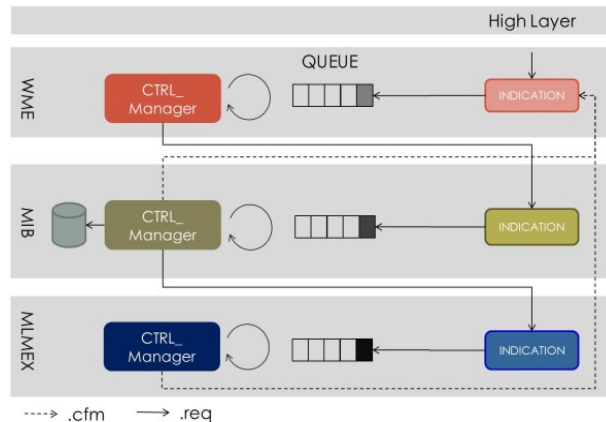 High Layer
WME
CTRL_
Manager
QUEUE
INDICATION
MIB
CTRL_
Manager
INDICATION
MLMEX
CTRL_
Manager
INDICATION
.cfm
.req